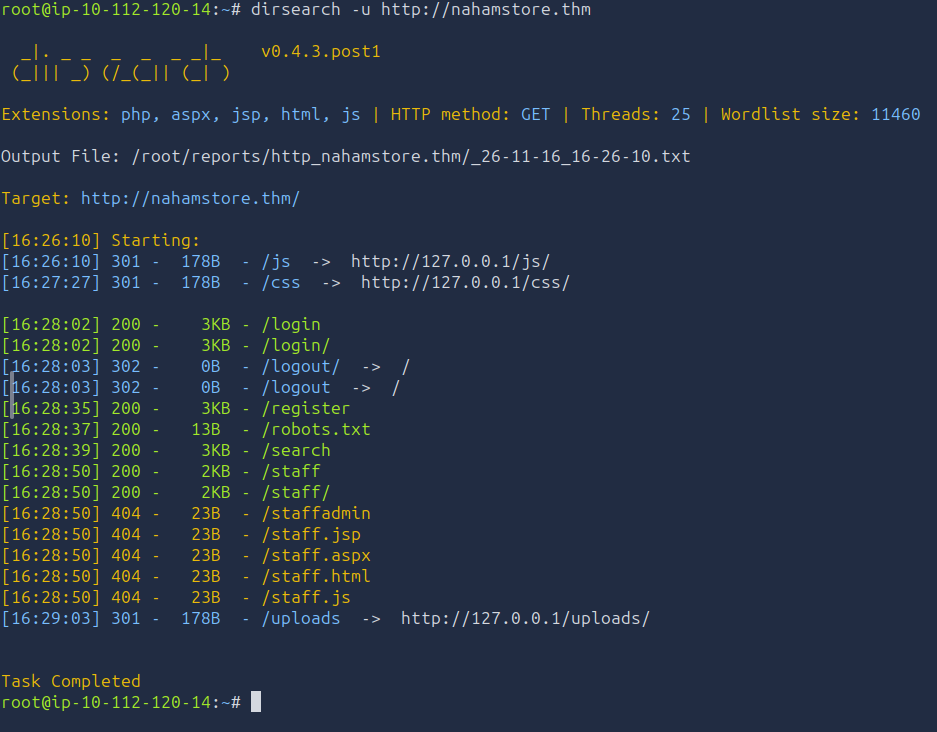 root@ip-10-112-120-14:~# dirsearch -u http://nahamstore.thm
  _|. _ _  _  _  _ _|_    v0.4.3.post1
 (_||| _) (/_(_|| (_| )
Extensions: php, aspx, jsp, html, js | HTTP method: GET | Threads: 25 | Wordlist size: 11460
Output File: /root/reports/http_nahamstore.thm/_26-11-16_16-26-10.txt
Target: http://nahamstore.thm/
[16:26:10] Starting:
[16:26:10] 301 -  178B  - /js  ->  http://127.0.0.1/js/
[16:27:27] 301 -  178B  - /css  ->  http://127.0.0.1/css/
[16:28:02] 200 -    3KB - /login
[16:28:02] 200 -    3KB - /login/
[16:28:03] 302 -    0B  - /logout/  ->  /
[16:28:03] 302 -    0B  - /logout  ->  /
[16:28:35] 200 -    3KB - /register
[16:28:37] 200 -   13B  - /robots.txt
[16:28:39] 200 -    3KB - /search
[16:28:50] 200 -    2KB - /staff
[16:28:50] 200 -    2KB - /staff/
[16:28:50] 404 -   23B  - /staffadmin
[16:28:50] 404 -   23B  - /staff.jsp
[16:28:50] 404 -   23B  - /staff.aspx
[16:28:50] 404 -   23B  - /staff.html
[16:28:50] 404 -   23B  - /staff.js
[16:29:03] 301 -  178B  - /uploads  ->  http://127.0.0.1/uploads/
Task Completed
root@ip-10-112-120-14:~#